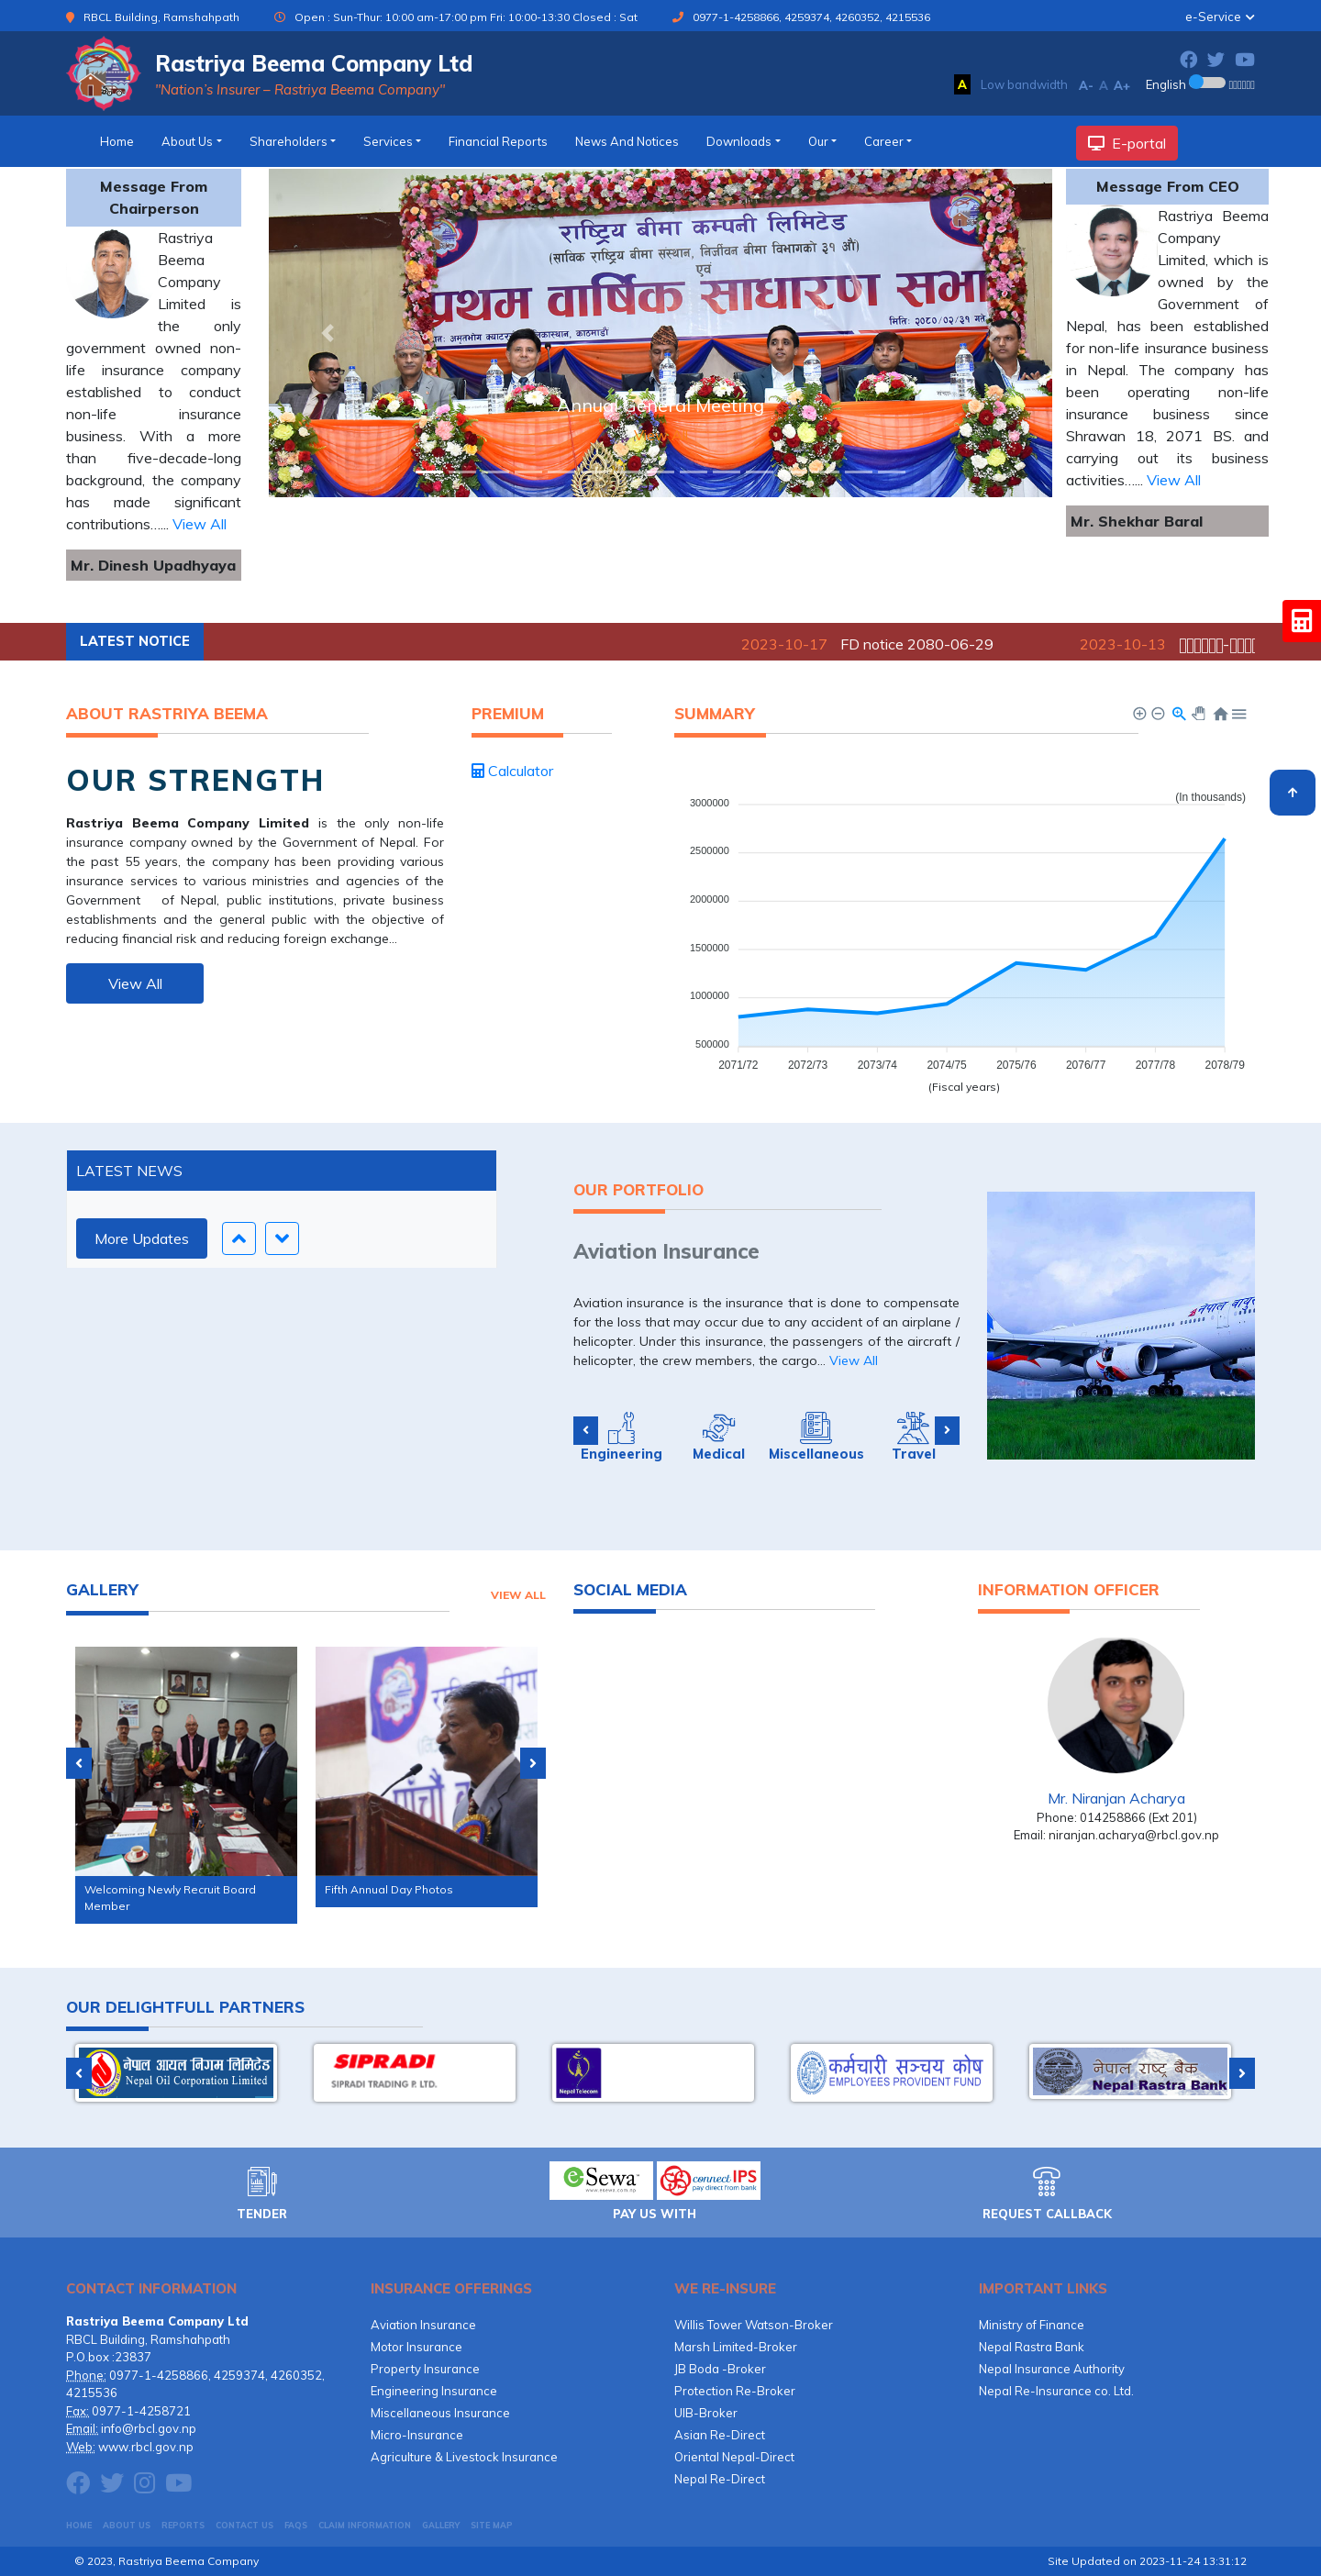 RBCL Building, Ramshahpath
Open : Sun-Thur: 10:00 am-17:00 pm Fri: 10:00-13:30 Closed : Sat
0977-1-4258866, 4259374, 4260352, 4215536
e-Service
Rastriya Beema Company Ltd
"Nation's Insurer – Rastriya Beema Company"
A Low bandwidth A- A A+ English
Home About Us Shareholders Services Financial Reports News And Notices Downloads Our Career
E-portal
Message From
Chairperson
Rastriya
Beema
Company
Limited is
the only
government owned non-
life insurance company
established to conduct
non-life insurance
business. With a more
than five-decade-long
background, the company
has made significant
contributions...... View All
Mr. Dinesh Upadhyaya
राष्ट्रिय बीमा कम्पनी लिमिटेड
(साविक राष्ट्रिय बीमा संस्थान, निर्जीवन बीमा विभागको ३१ औं)
एवं
प्रथम वार्षिक साधारण सभा
मिति: २०८०/०२/३१ गते
Annual General Meeting
View
Message From CEO
Rastriya Beema
Company
Limited, which is
owned by the
Government of
Nepal, has been established
for non-life insurance business
in Nepal. The company has
been operating non-life
insurance business since
Shrawan 18, 2071 BS. and
carrying out its business
activities...... View All
Mr. Shekhar Baral
LATEST NOTICE
2023-10-17 FD notice 2080-06-29
2023-10-13
ABOUT RASTRIYA BEEMA
OUR STRENGTH
Rastriya Beema Company Limited is the only non-life
insurance company owned by the Government of Nepal. For
the past 55 years, the company has been providing various
insurance services to various ministries and agencies of the
Government of Nepal, public institutions, private business
establishments and the general public with the objective of
reducing financial risk and reducing foreign exchange...
View All
PREMIUM
Calculator
SUMMARY
(In thousands)
3000000
2500000
2000000
1500000
1000000
500000
2071/72 2072/73 2073/74 2074/75 2075/76 2076/77 2077/78 2078/79
(Fiscal years)
LATEST NEWS
More Updates
OUR PORTFOLIO
Aviation Insurance
Aviation insurance is the insurance that is done to compensate
for the loss that may occur due to any accident of an airplane /
helicopter. Under this insurance, the passengers of the aircraft /
helicopter, the crew members, the cargo... View All
Engineering Medical Miscellaneous Travel
GALLERY
VIEW ALL
Welcoming Newly Recruit Board
Member
Fifth Annual Day Photos
SOCIAL MEDIA
INFORMATION OFFICER
Mr. Niranjan Acharya
Phone: 014258866 (Ext 201)
Email: niranjan.acharya@rbcl.gov.np
OUR DELIGHTFULL PARTNERS
नेपाल आयल निगम लिमिटेड
Nepal Oil Corporation Limited
SIPRADI
SIPRADI TRADING P. LTD.
Nepal Telecom
कर्मचारी सञ्चय कोष
EMPLOYEES PROVIDENT FUND
नेपाल राष्ट्र बैंक
Nepal Rastra Bank
TENDER
eSewa
www.esewa.com.np
connect IPS
pay direct from bank
PAY US WITH
REQUEST CALLBACK
CONTACT INFORMATION
Rastriya Beema Company Ltd
RBCL Building, Ramshahpath
P.O.box :23837
Phone: 0977-1-4258866, 4259374, 4260352,
4215536
Fax: 0977-1-4258721
Email: info@rbcl.gov.np
Web: www.rbcl.gov.np
INSURANCE OFFERINGS
Aviation Insurance
Motor Insurance
Property Insurance
Engineering Insurance
Miscellaneous Insurance
Micro-Insurance
Agriculture & Livestock Insurance
WE RE-INSURE
Willis Tower Watson-Broker
Marsh Limited-Broker
JB Boda -Broker
Protection Re-Broker
UIB-Broker
Asian Re-Direct
Oriental Nepal-Direct
Nepal Re-Direct
IMPORTANT LINKS
Ministry of Finance
Nepal Rastra Bank
Nepal Insurance Authority
Nepal Re-Insurance co. Ltd.
HOME ABOUT US REPORTS CONTACT US FAQS CLAIM INFORMATION GALLERY SITE MAP
© 2023, Rastriya Beema Company
Site Updated on 2023-11-24 13:31:12